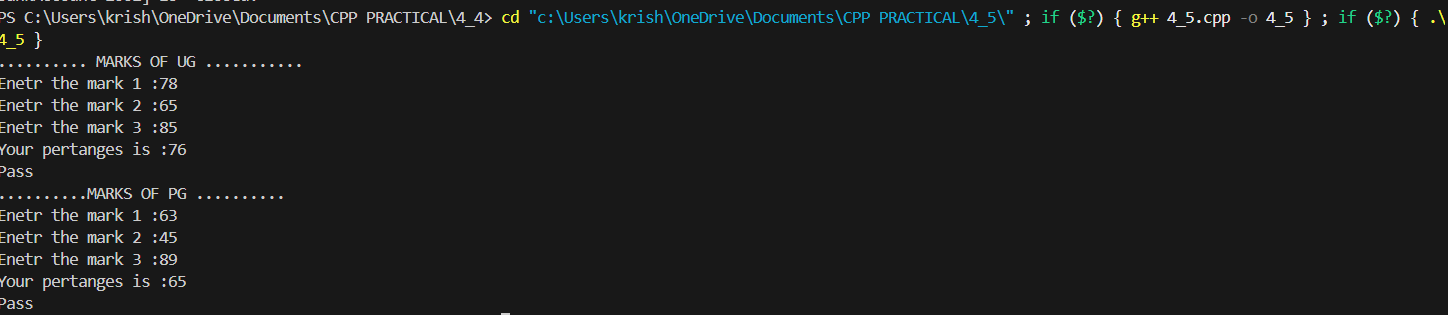 PS C:\Users\krish\OneDrive\Documents\CPP PRACTICAL\4_4> cd "c:\Users\krish\OneDrive\Documents\CPP PRACTICAL\4_5\" ; if ($?) { g++ 4_5.cpp -o 4_5 } ; if ($?) { .\
4_5 }
.......... MARKS OF UG ...........
Enetr the mark 1 :78
Enetr the mark 2 :65
Enetr the mark 3 :85
Your pertanges is :76
Pass
..........MARKS OF PG ..........
Enetr the mark 1 :63
Enetr the mark 2 :45
Enetr the mark 3 :89
Your pertanges is :65
Pass